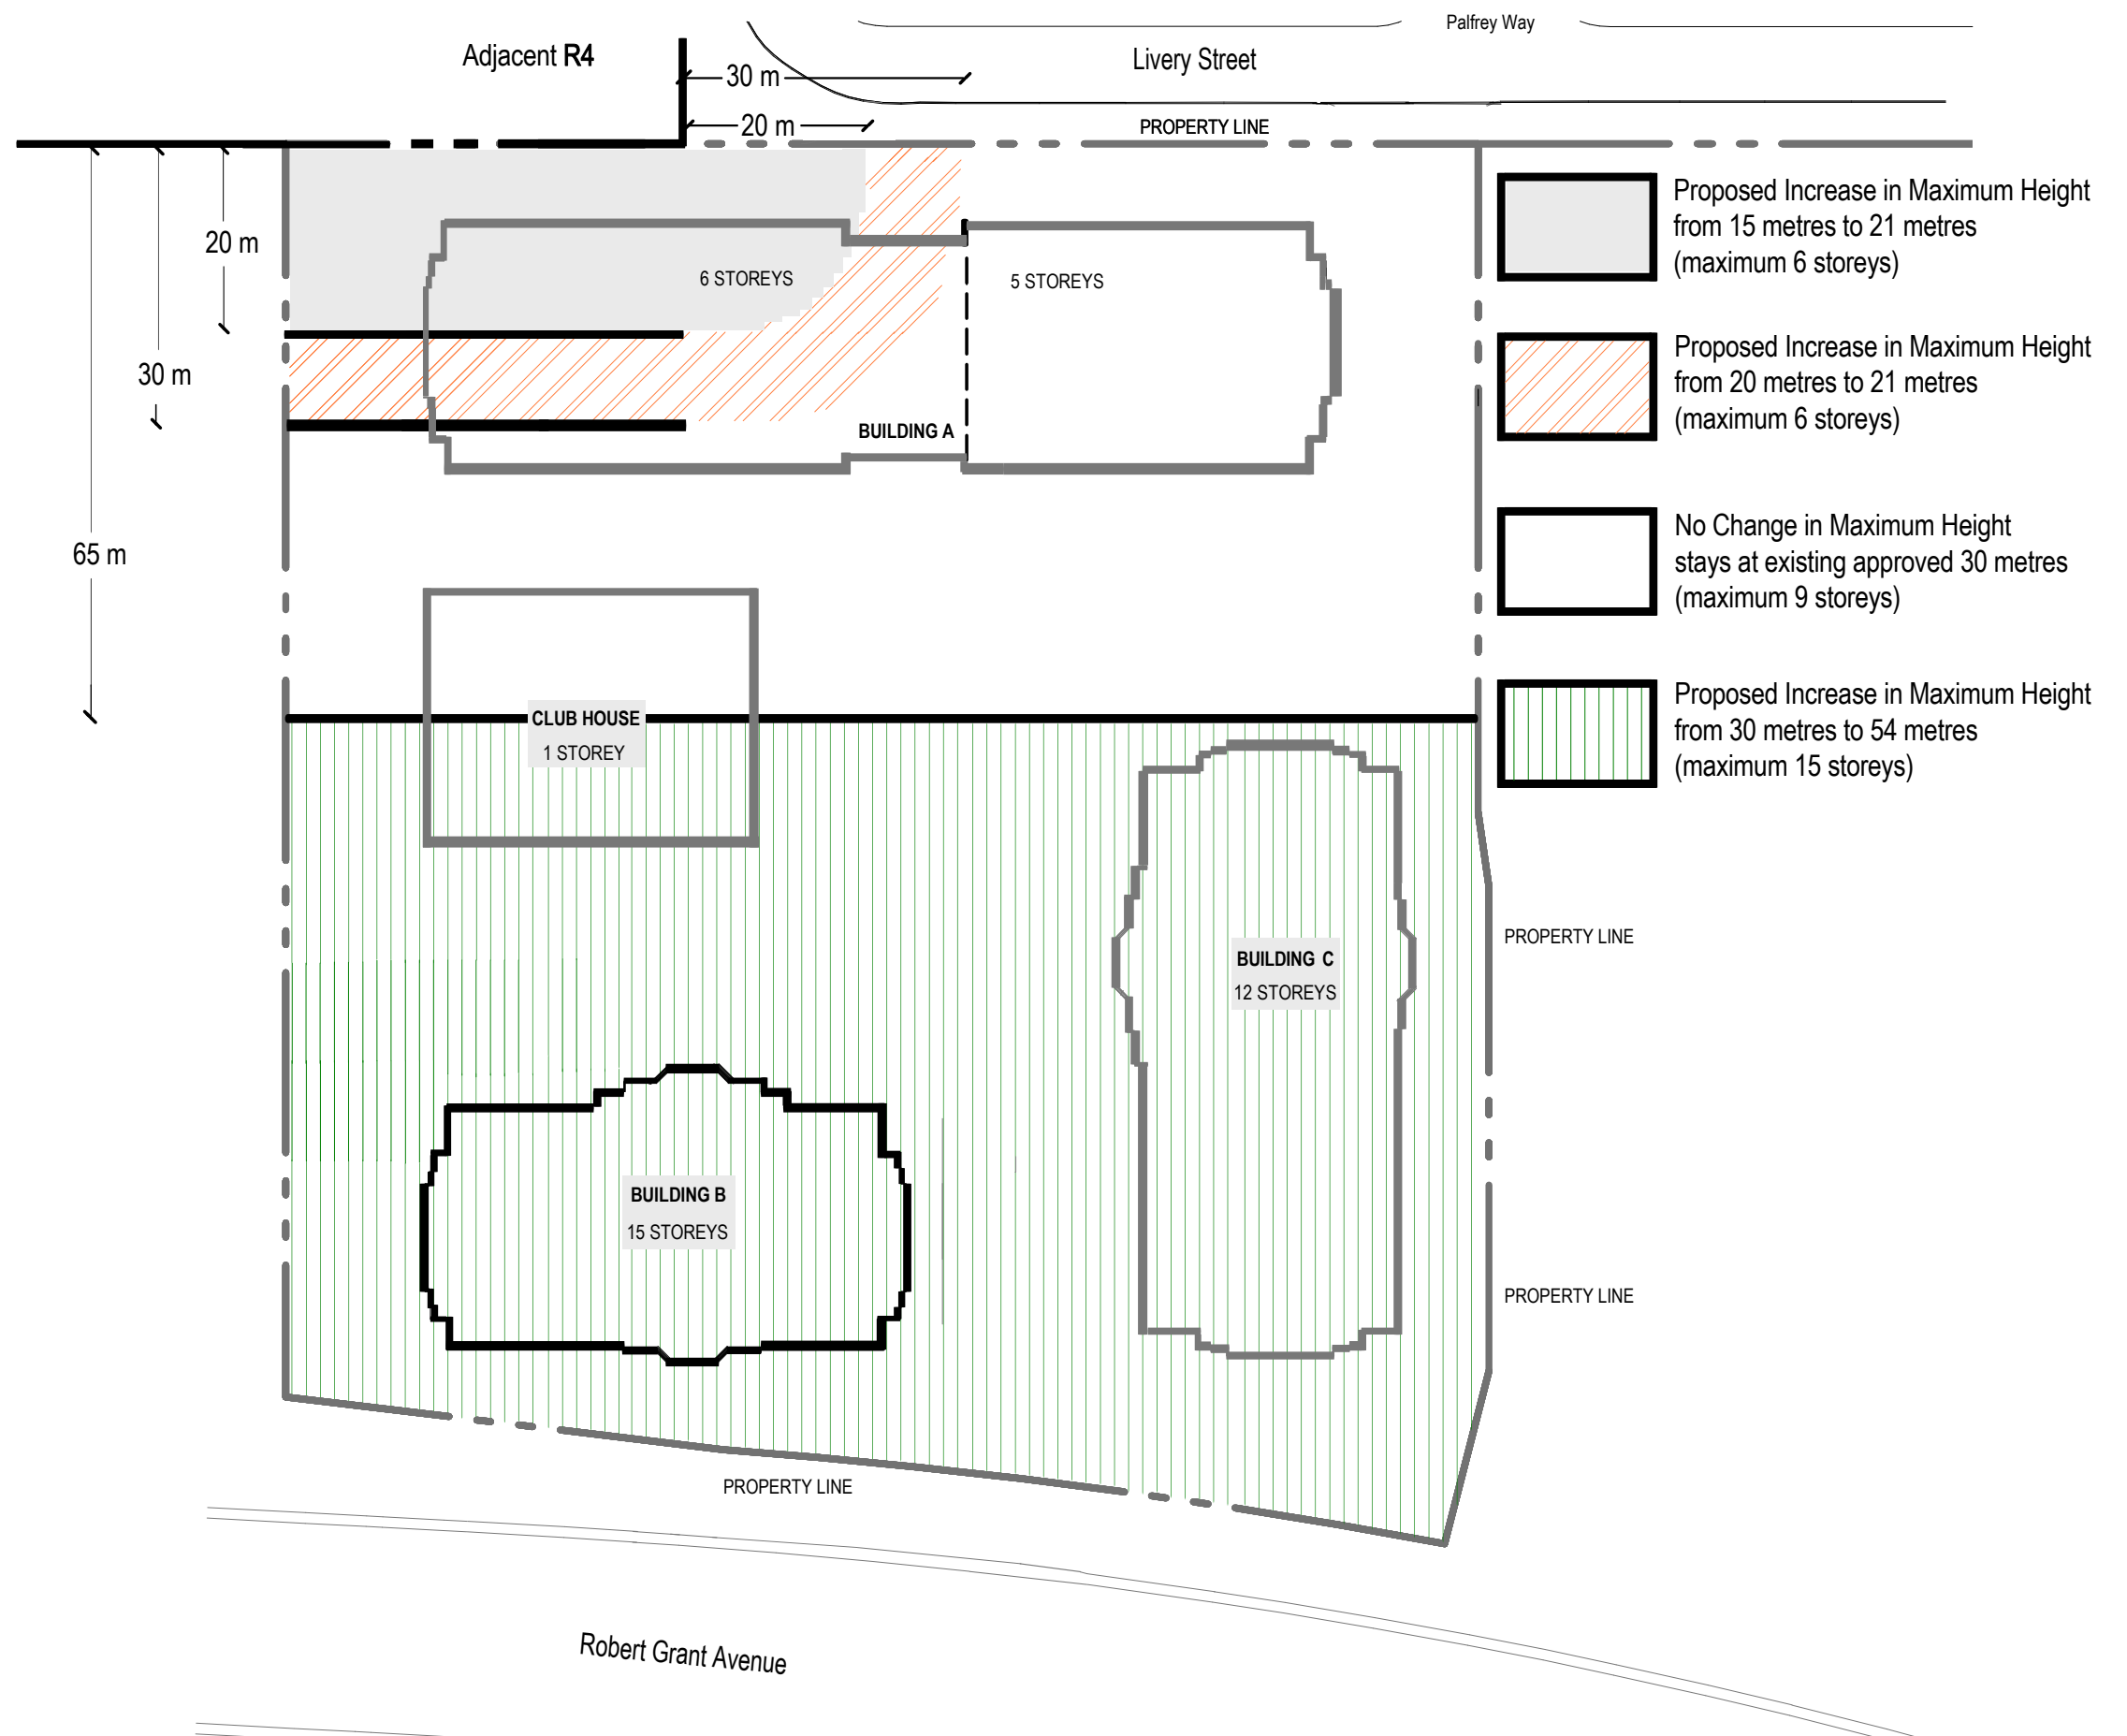 Palfrey Way
Adjacent R4
Livery Street
30 m
20 m
PROPERTY LINE
20 m
30 m
65 m
6 STOREYS
5 STOREYS
BUILDING A
Proposed Increase in Maximum Height
from 15 metres to 21 metres
(maximum 6 storeys)
Proposed Increase in Maximum Height
from 20 metres to 21 metres
(maximum 6 storeys)
No Change in Maximum Height
stays at existing approved 30 metres
(maximum 9 storeys)
Proposed Increase in Maximum Height
from 30 metres to 54 metres
(maximum 15 storeys)
CLUB HOUSE
1 STOREY
BUILDING C
12 STOREYS
PROPERTY LINE
BUILDING B
15 STOREYS
PROPERTY LINE
PROPERTY LINE
Robert Grant Avenue